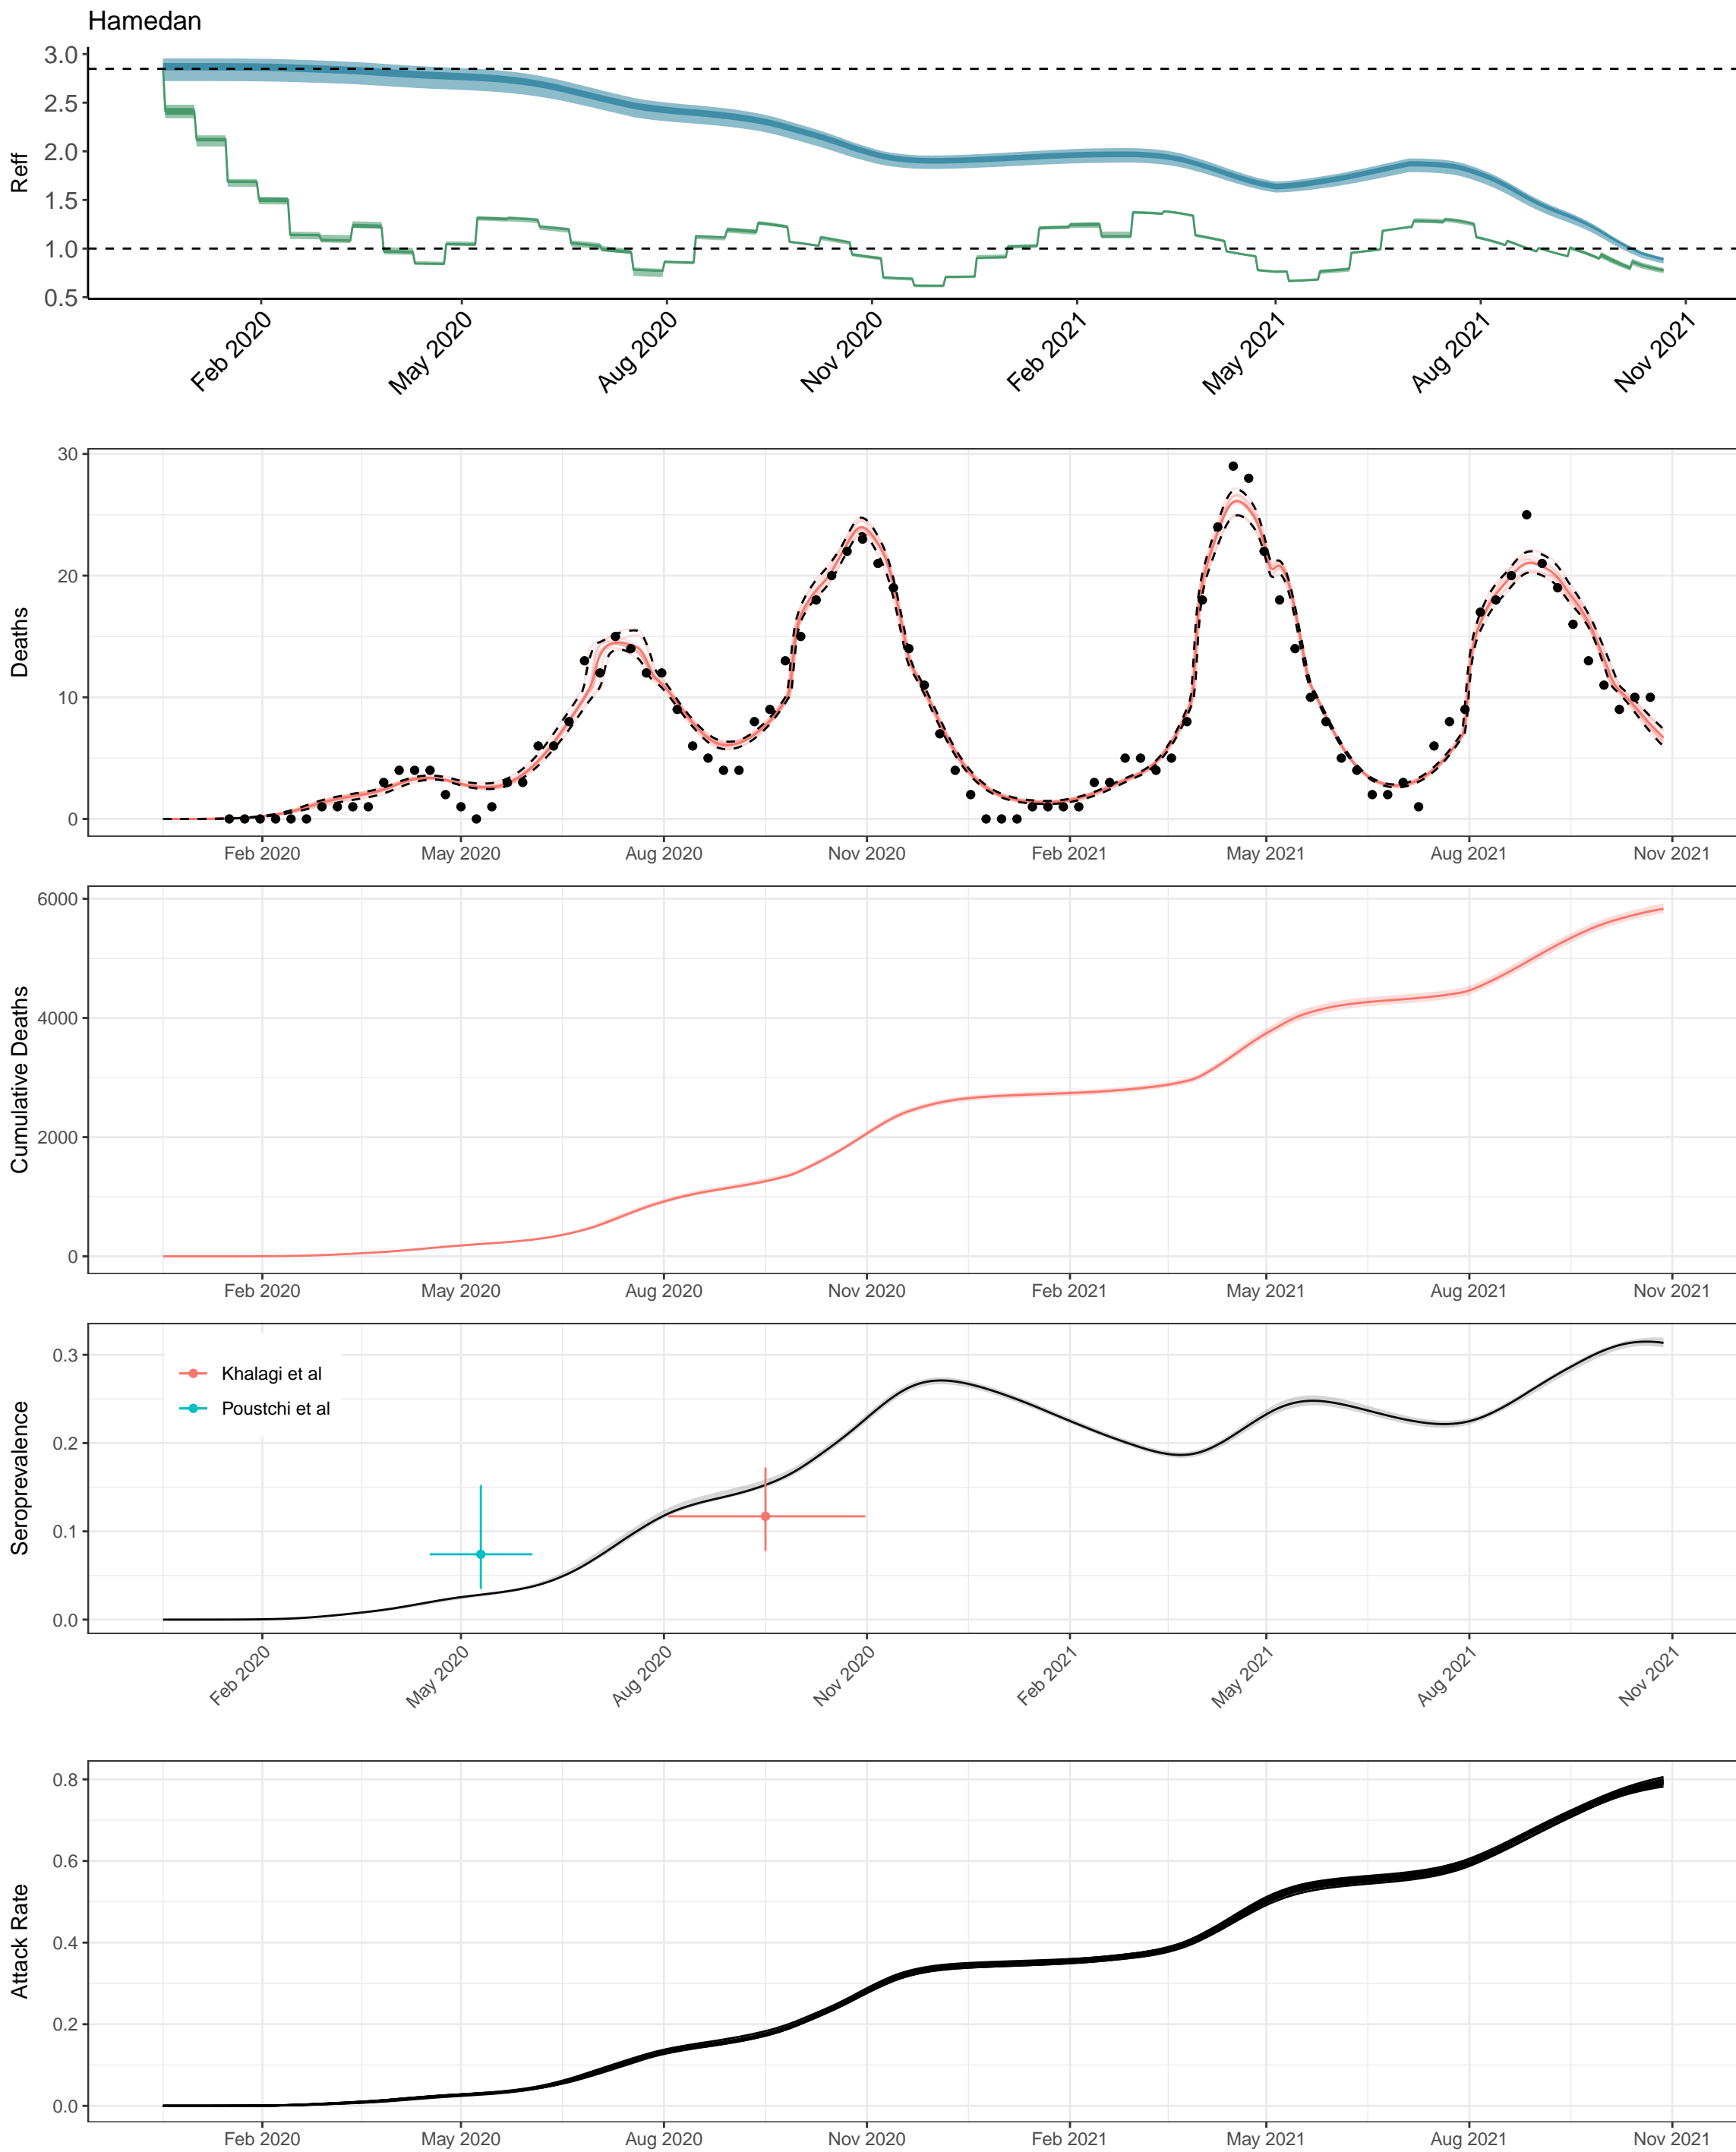 Hamedan
Reff
3.0
2.5
2.0
1.5
1.0
0.5
Feb 2020
May 2020
Aug 2020
Nov 2020
Feb 2021
May 2021
Aug 2021
Nov 2021
Deaths
30
20
10
0
Feb 2020
May 2020
Aug 2020
Nov 2020
Feb 2021
May 2021
Aug 2021
Nov 2021
Cumulative Deaths
6000
4000
2000
0
Feb 2020
May 2020
Aug 2020
Nov 2020
Feb 2021
May 2021
Aug 2021
Nov 2021
Seroprevalence
0.3
0.2
0.1
0.0
Khalagi et al
Poustchi et al
Feb 2020
May 2020
Aug 2020
Nov 2020
Feb 2021
May 2021
Aug 2021
Nov 2021
Attack Rate
0.8
0.6
0.4
0.2
0.0
Feb 2020
May 2020
Aug 2020
Nov 2020
Feb 2021
May 2021
Aug 2021
Nov 2021